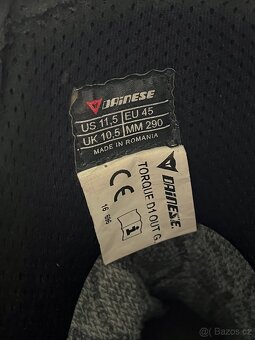 DAINESE
US 11,5 EU 45
UK 10,5 MM 290
MADE IN ROMANIA
DAINESE
TORQUE D1 OUT G
CE
Bazos.cz